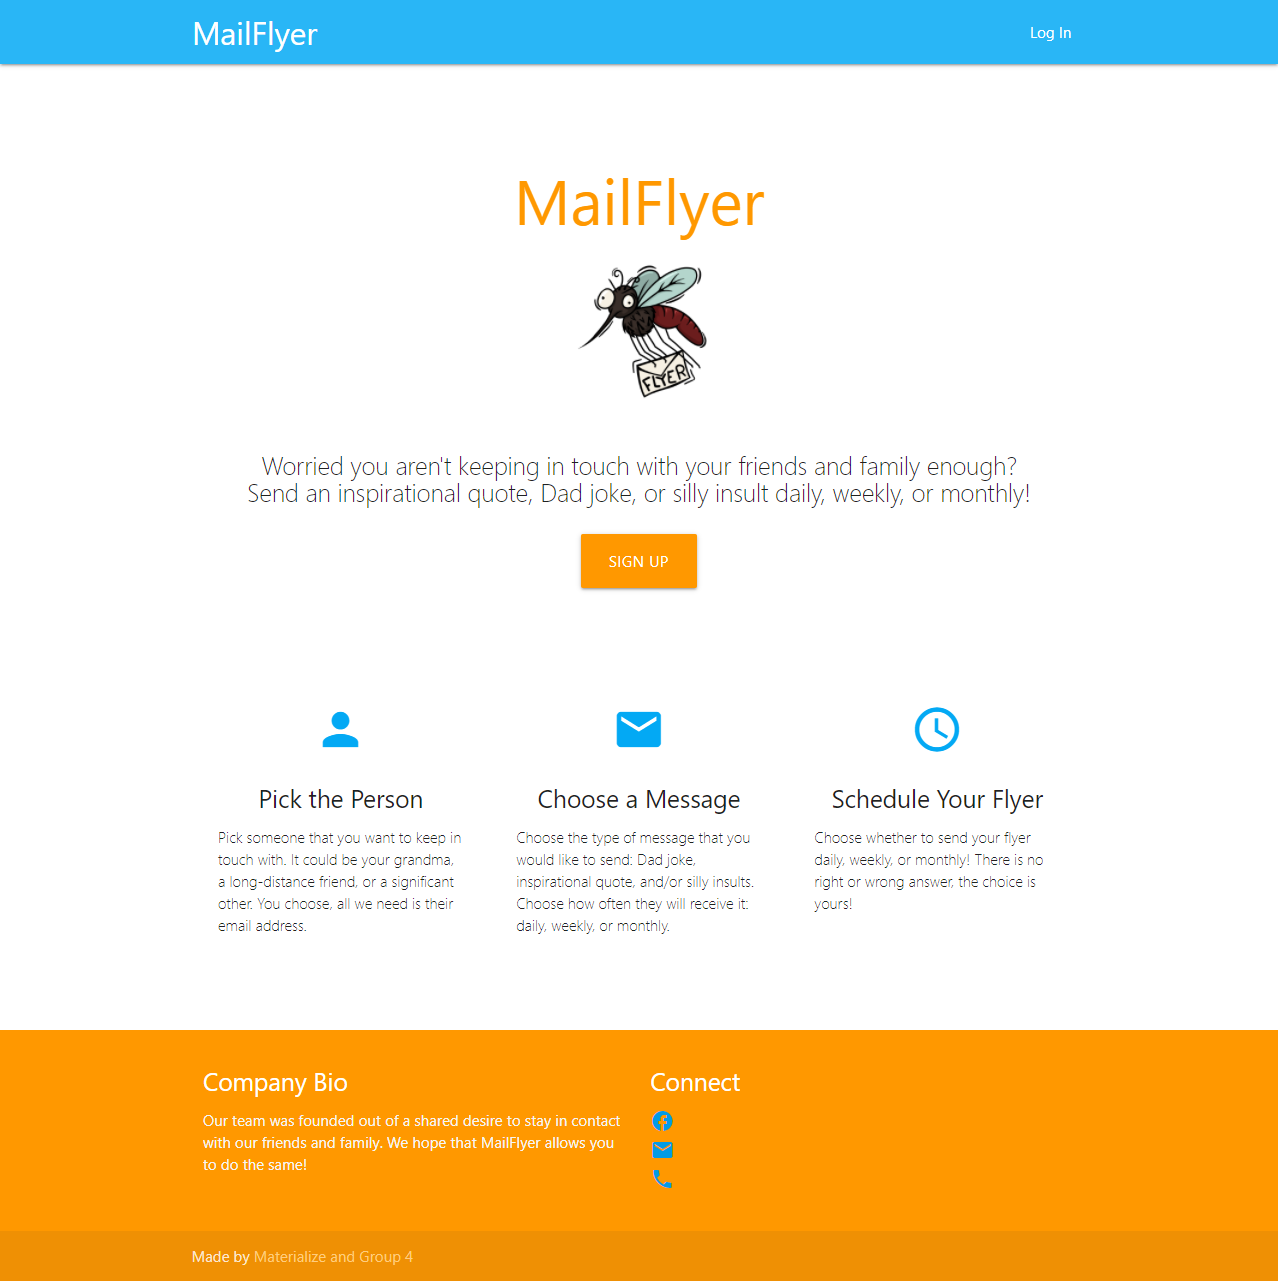 MailFlyer
Log In
MailFlyer
FLYER
Worried you aren't keeping in touch with your friends and family enough?
Send an inspirational quote, Dad joke, or silly insult daily, weekly, or monthly!
SIGN UP
Pick the Person
Pick someone that you want to keep in
touch with. It could be your grandma,
a long-distance friend, or a significant
other. You choose, all we need is their
email address.
Choose a Message
Choose the type of message that you
would like to send: Dad joke,
inspirational quote, and/or silly insults.
Choose how often they will receive it:
daily, weekly, or monthly.
Schedule Your Flyer
Choose whether to send your flyer
daily, weekly, or monthly! There is no
right or wrong answer, the choice is
yours!
Company Bio
Our team was founded out of a shared desire to stay in contact
with our friends and family. We hope that MailFlyer allows you
to do the same!
Connect
Made by Materialize and Group 4